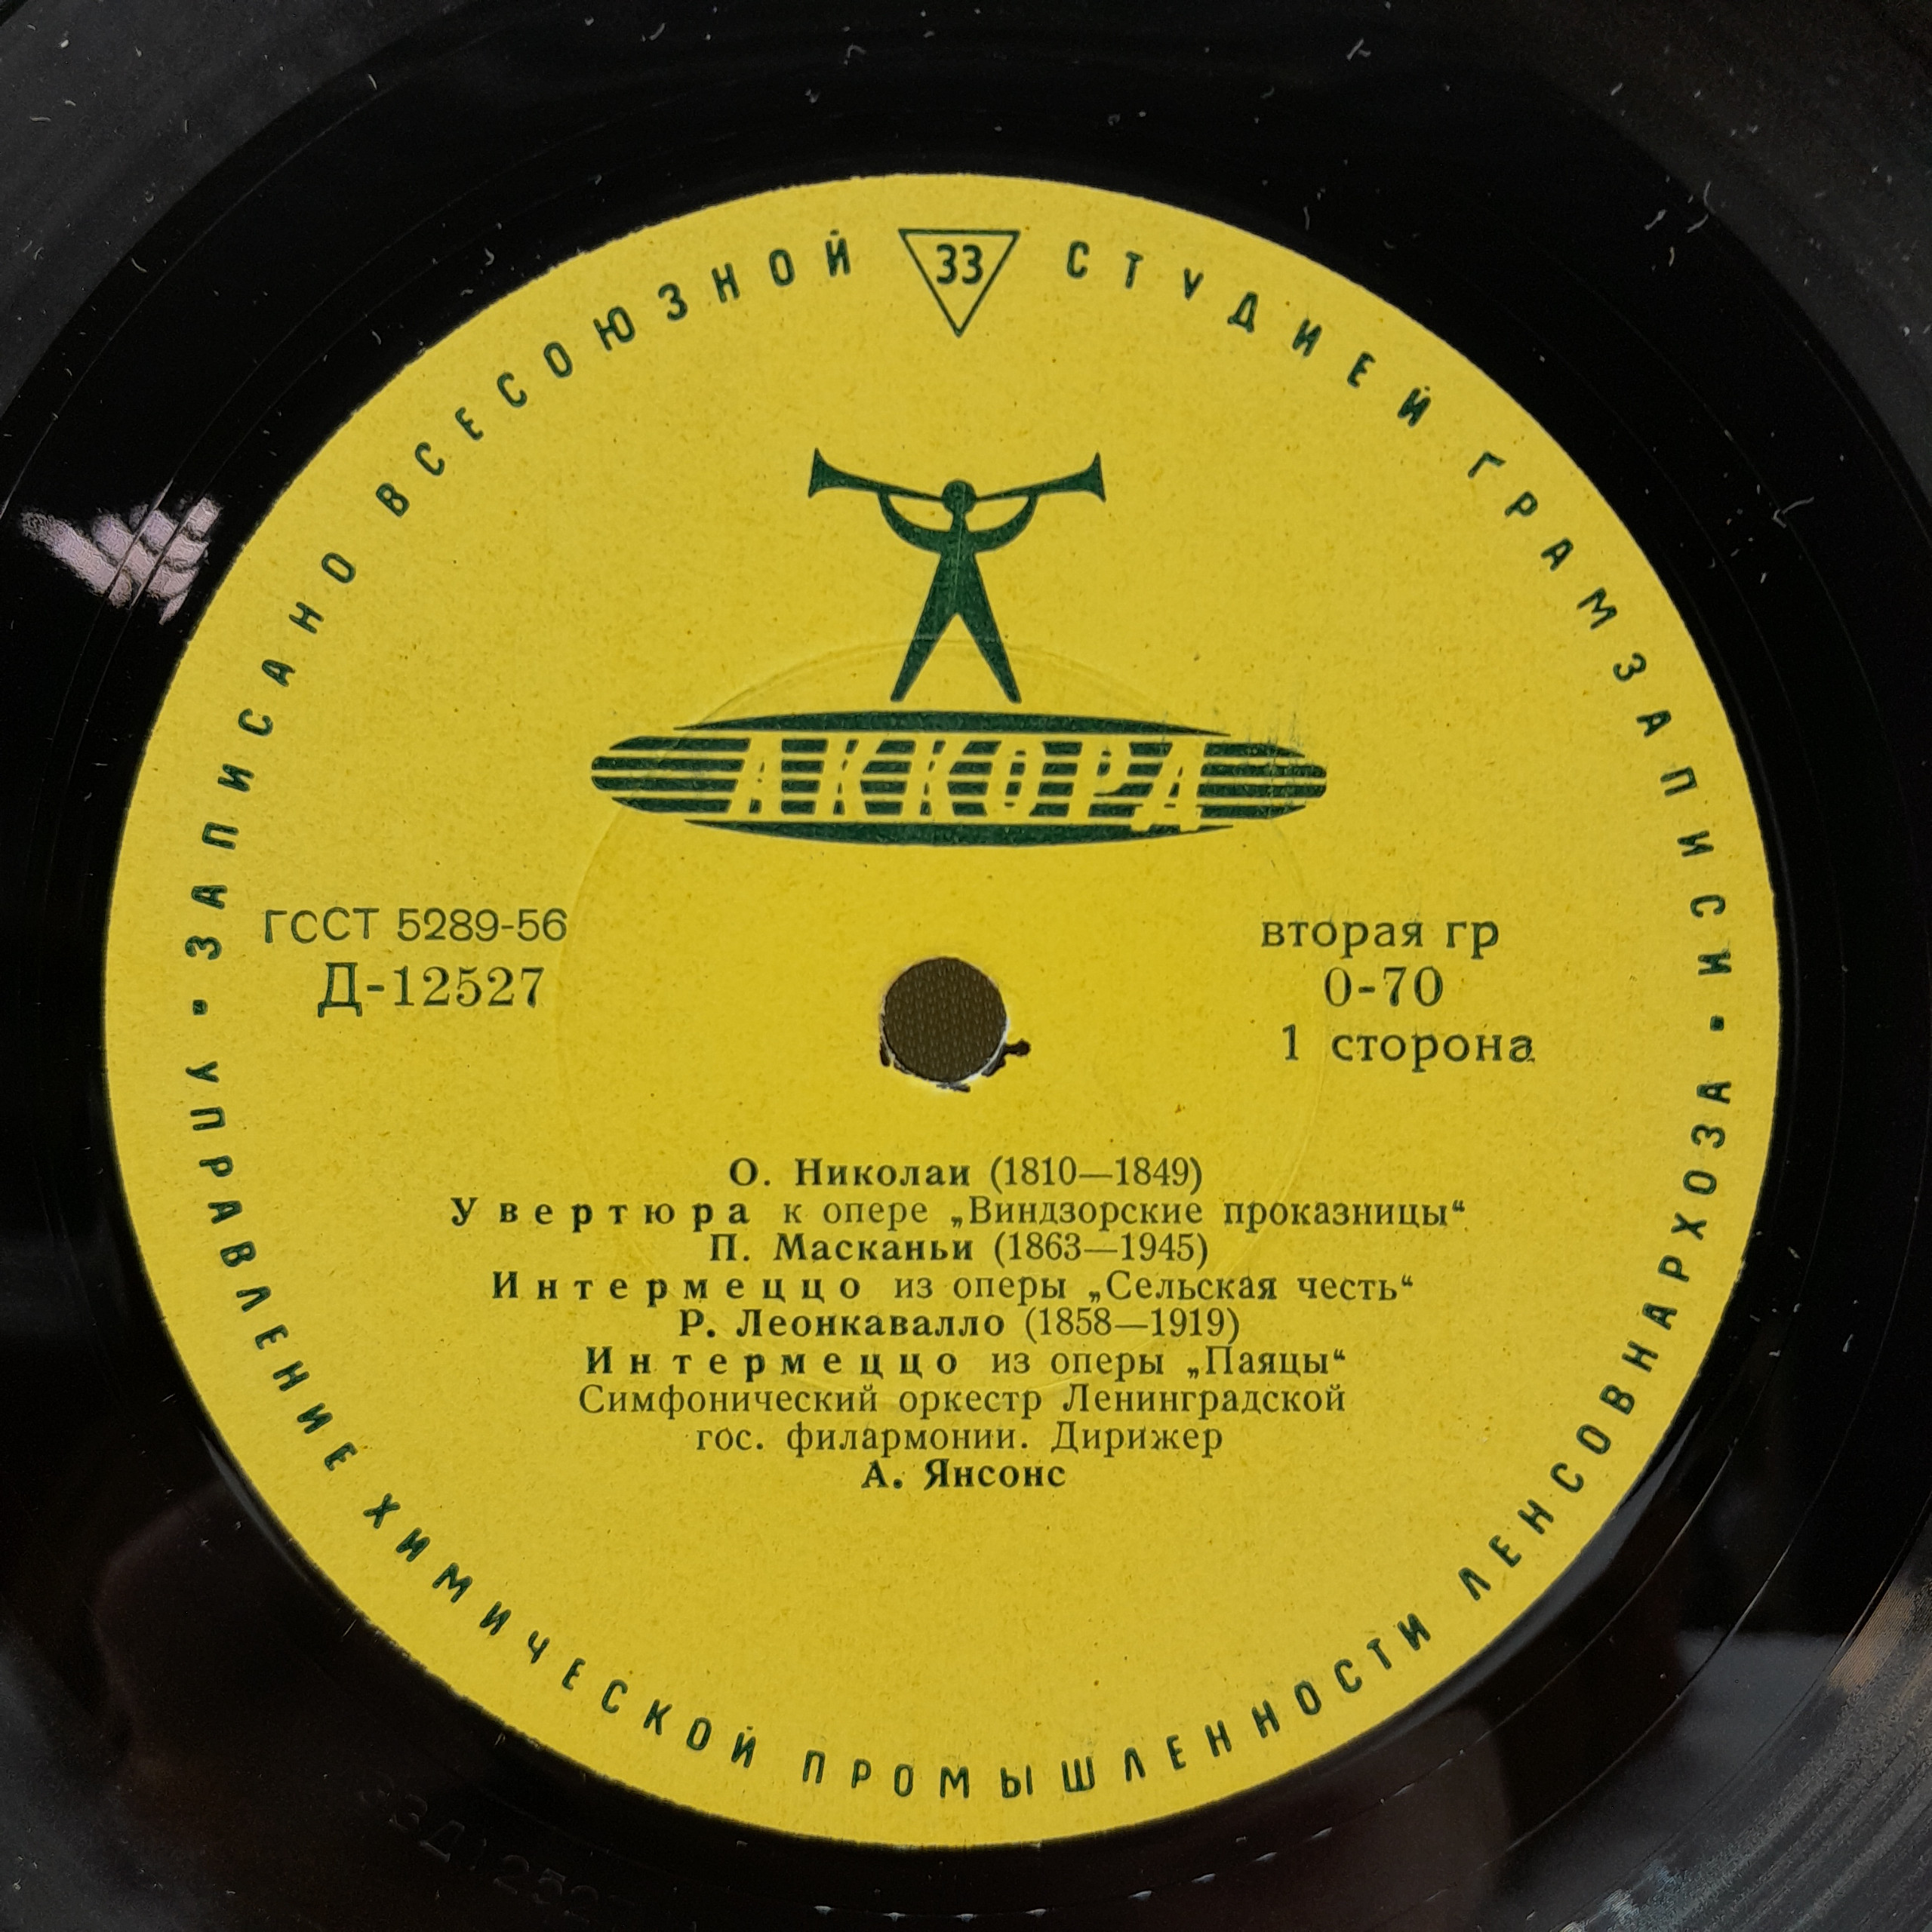 ЗАПИСАНО ВСЕСОЮЗНОЙ СТУДИЕЙ ГРАМЗАПИСИ
33
АККОРД
ГССТ 5289-56
Д-12527
вторая гр
0-70
1 сторона
О. Николаи (1810—1849)
Увертюра к опере „Виндзорские проказницы“
П. Масканьи (1863—1945)
Интермеццо из оперы „Сельская честь“
Р. Леонкавалло (1858—1919)
Интермеццо из оперы „Паяцы“
Симфонический оркестр Ленинградской
гос. филармонии. Дирижер
А. Янсонс
УПРАВЛЕНИЕ ХИМИЧЕСКОЙ ПРОМЫШЛЕННОСТИ ЛЕНСОВНАРХОЗА